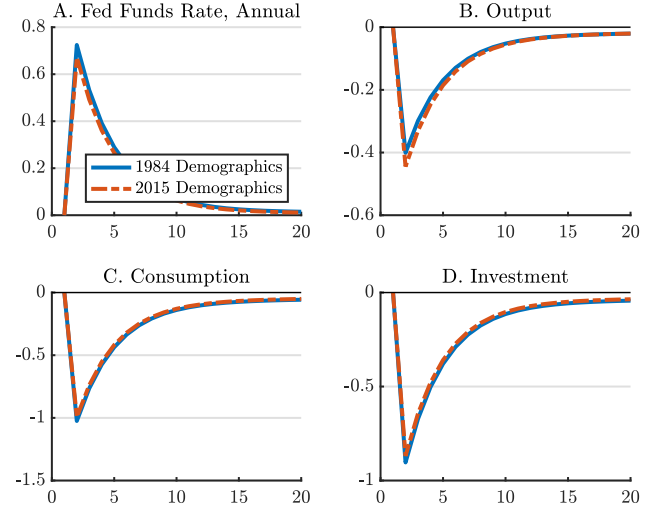 A. Fed Funds Rate, Annual
0.8
0.6
0.4
0.2
0
0 5 10 15 20
1984 Demographics
2015 Demographics
B. Output
0
-0.2
-0.4
-0.6
0 5 10 15 20
C. Consumption
0
-0.5
-1
-1.5
0 5 10 15 20
D. Investment
0
-0.5
-1
0 5 10 15 20